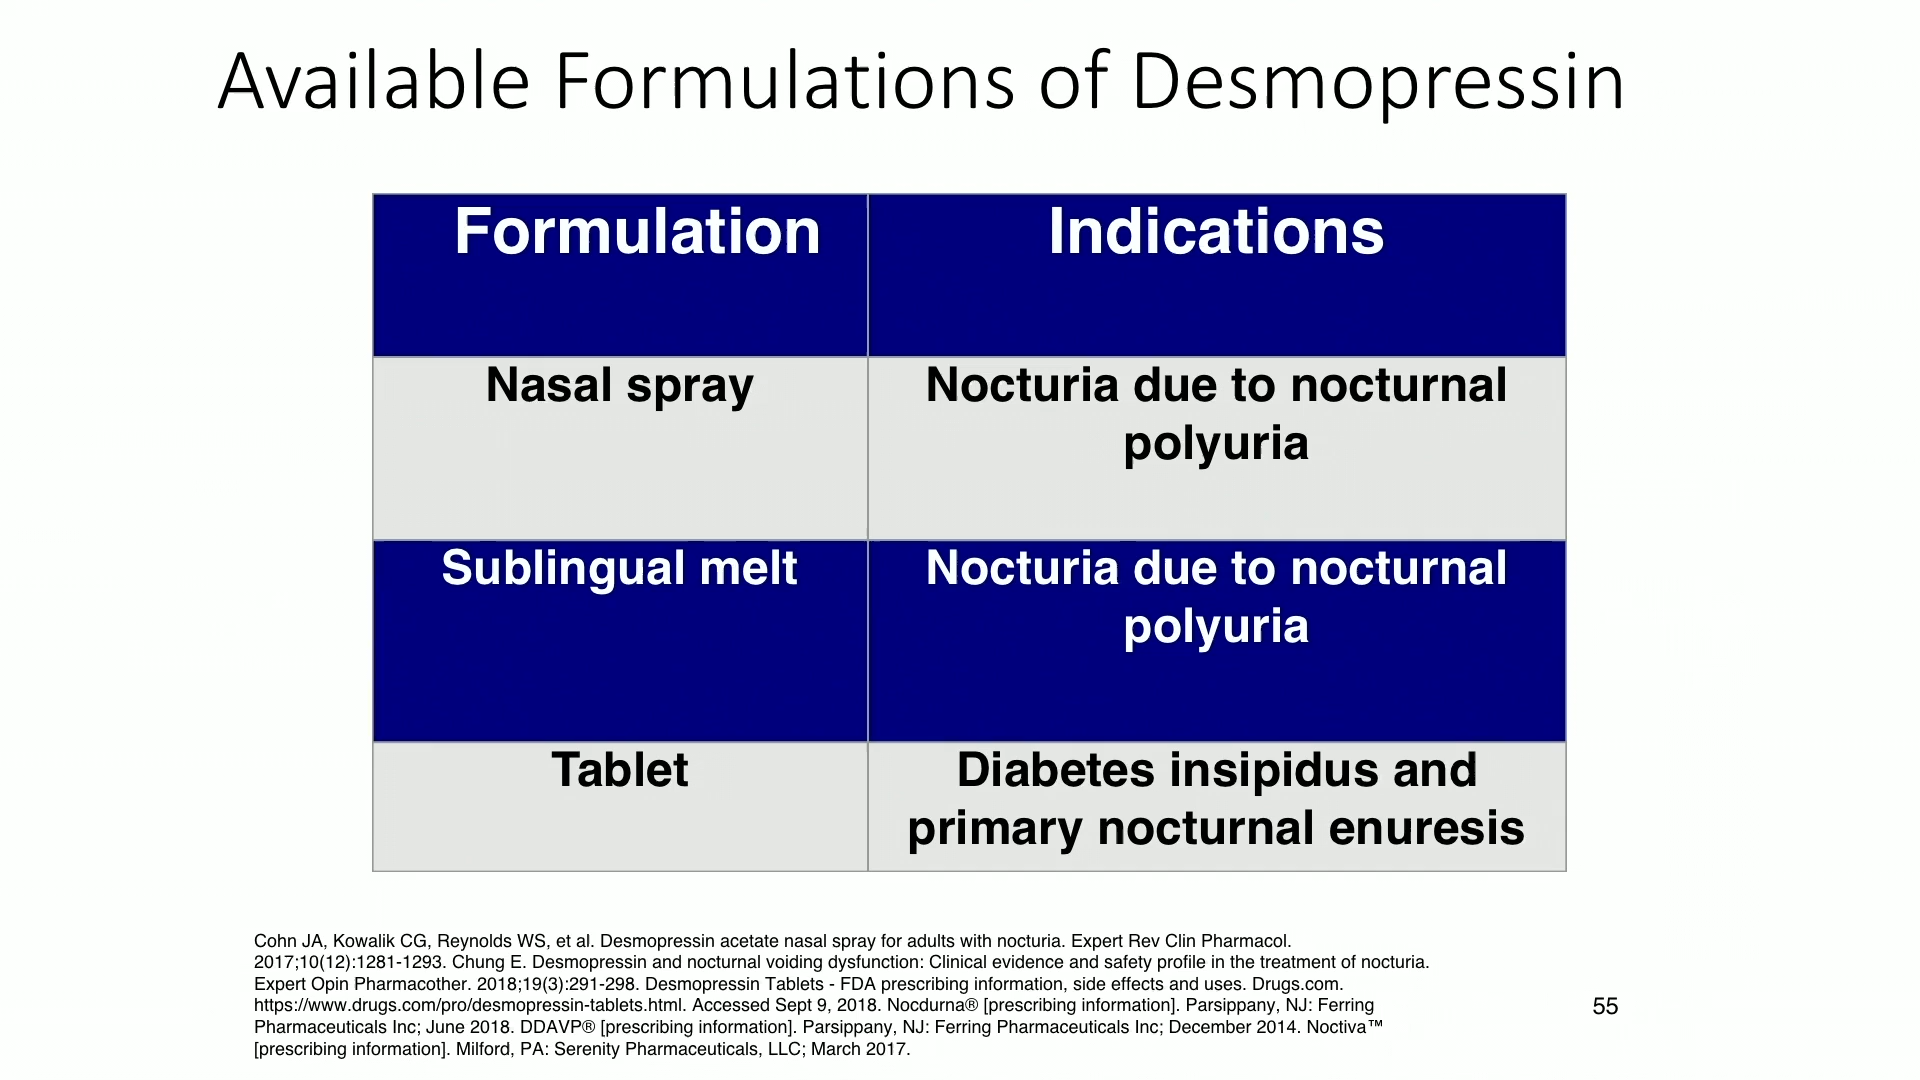 Available Formulations of Desmopressin
Formulation
Indications
Nasal spray
Nocturia due to nocturnal
polyuria
Sublingual melt
Nocturia due to nocturnal
polyuria
Tablet
Diabetes insipidus and
primary nocturnal enuresis
Cohn JA, Kowalik CG, Reynolds WS, et al. Desmopressin acetate nasal spray for adults with nocturia. Expert Rev Clin Pharmacol.
2017;10(12):1281-1293. Chung E. Desmopressin and nocturnal voiding dysfunction: Clinical evidence and safety profile in the treatment of nocturia.
Expert Opin Pharmacother. 2018;19(3):291-298. Desmopressin Tablets - FDA prescribing information, side effects and uses. Drugs.com.
https://www.drugs.com/pro/desmopressin-tablets.html. Accessed Sept 9, 2018. Nocdurna® [prescribing information]. Parsippany, NJ: Ferring
Pharmaceuticals Inc; June 2018. DDAVP® [prescribing information]. Parsippany, NJ: Ferring Pharmaceuticals Inc; December 2014. Noctiva™
[prescribing information]. Milford, PA: Serenity Pharmaceuticals, LLC; March 2017.
55